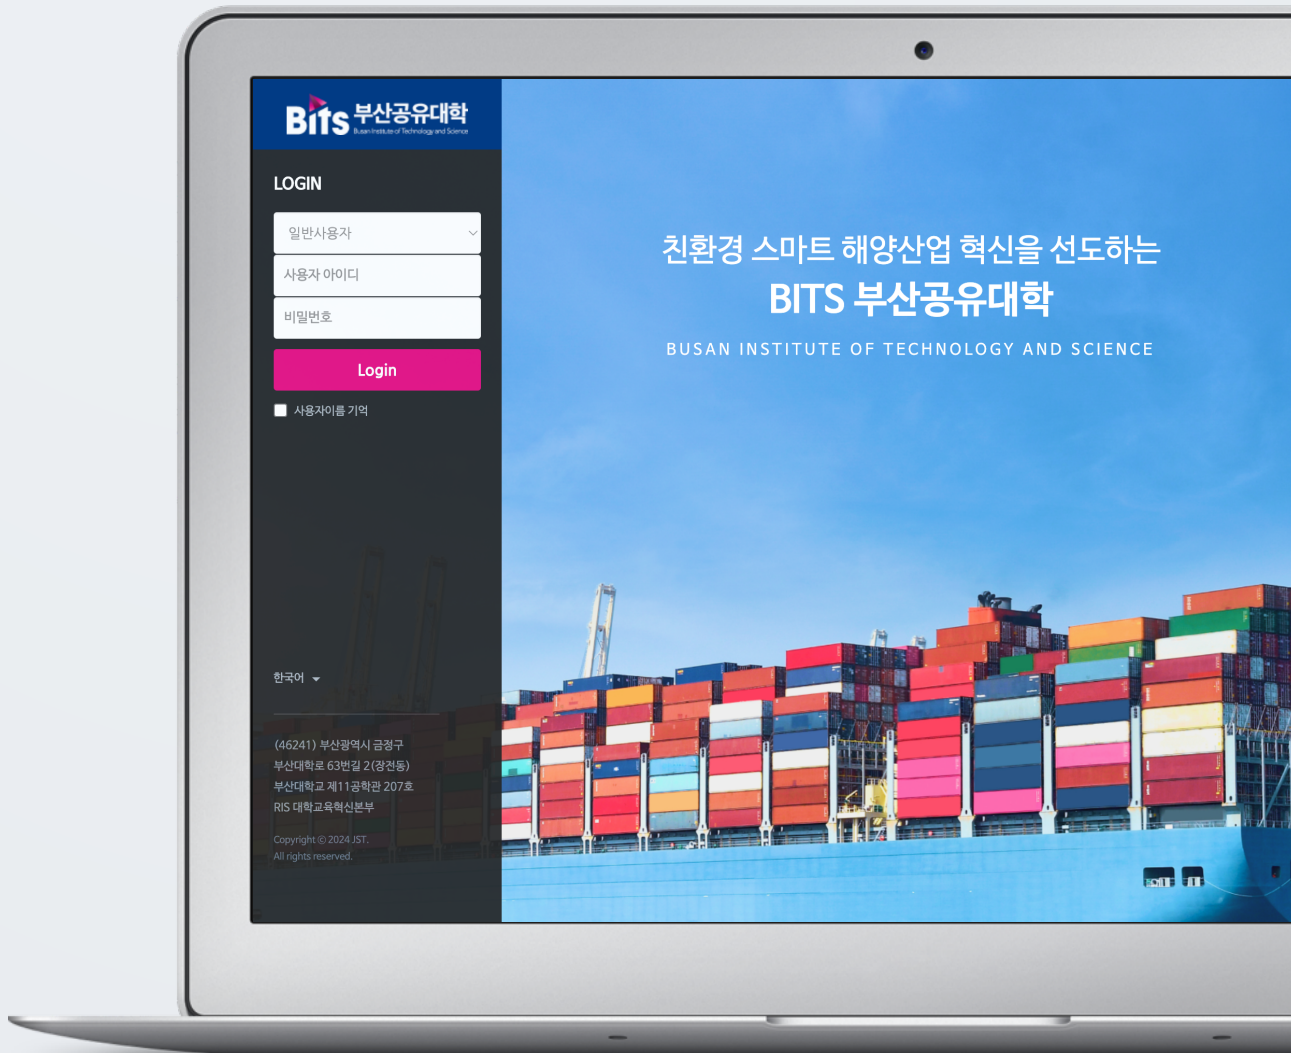 Bits 부산공유대학
Busan Institute of Technology and Science
LOGIN
일반사용자
사용자 아이디
비밀번호
Login
사용자이름 기억
한국어
(46241) 부산광역시 금정구
부산대학로 63번길 2(장전동)
부산대학교 제11공학관 207호
RIS 대학교육혁신본부
Copyright © 2024 JST.
All rights reserved.
친환경 스마트 해양산업 혁신을 선도하는
BITS 부산공유대학
BUSAN INSTITUTE OF TECHNOLOGY AND SCIENCE